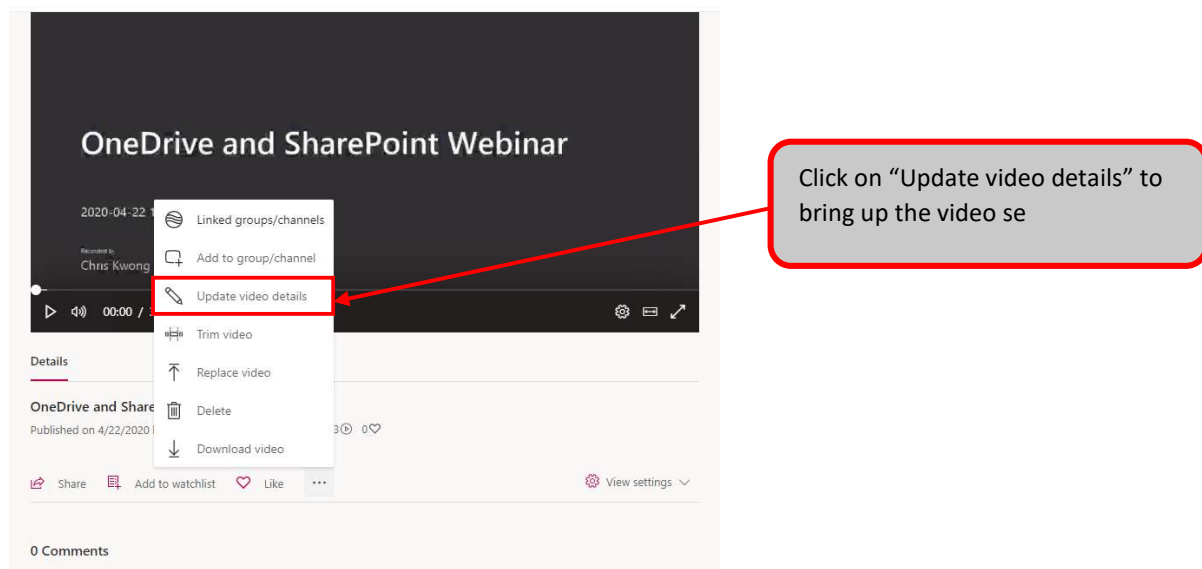 OneDrive and SharePoint Webinar
2020-04-22
Recorded by
Chris Kwong
Linked groups/channels
Add to group/channel
Update video details
Trim video
Replace video
Delete
Download video
00:00 /
Click on “Update video details” to
bring up the video se
Details
OneDrive and Share
Published on 4/22/2020
3 0
Share Add to watchlist Like ... View settings
0 Comments